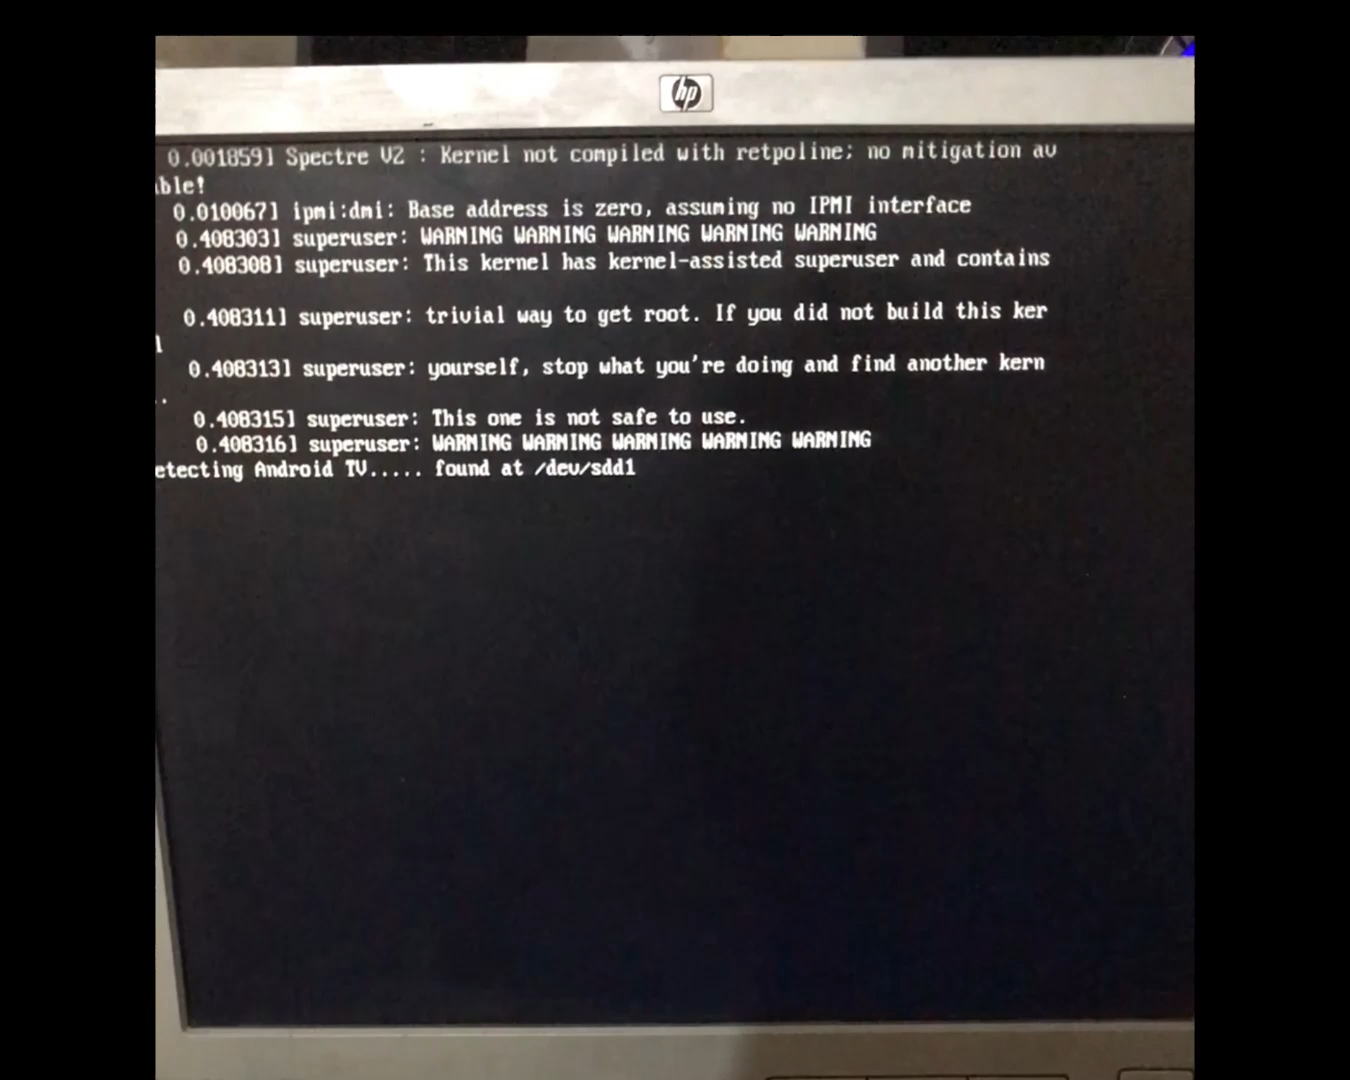 hp
0.001859] Spectre V2 : Kernel not compiled with retpoline; no mitigation av
able!
0.010067] ipmi:dmi: Base address is zero, assuming no IPMI interface
0.408303] superuser: WARNING WARNING WARNING WARNING WARNING
0.408308] superuser: This kernel has kernel-assisted superuser and contains
0.408311] superuser: trivial way to get root. If you did not build this ker
l
0.408313] superuser: yourself, stop what you're doing and find another kern
..
0.408315] superuser: This one is not safe to use.
0.408316] superuser: WARNING WARNING WARNING WARNING WARNING
etecting Android TV..... found at /dev/sdd1